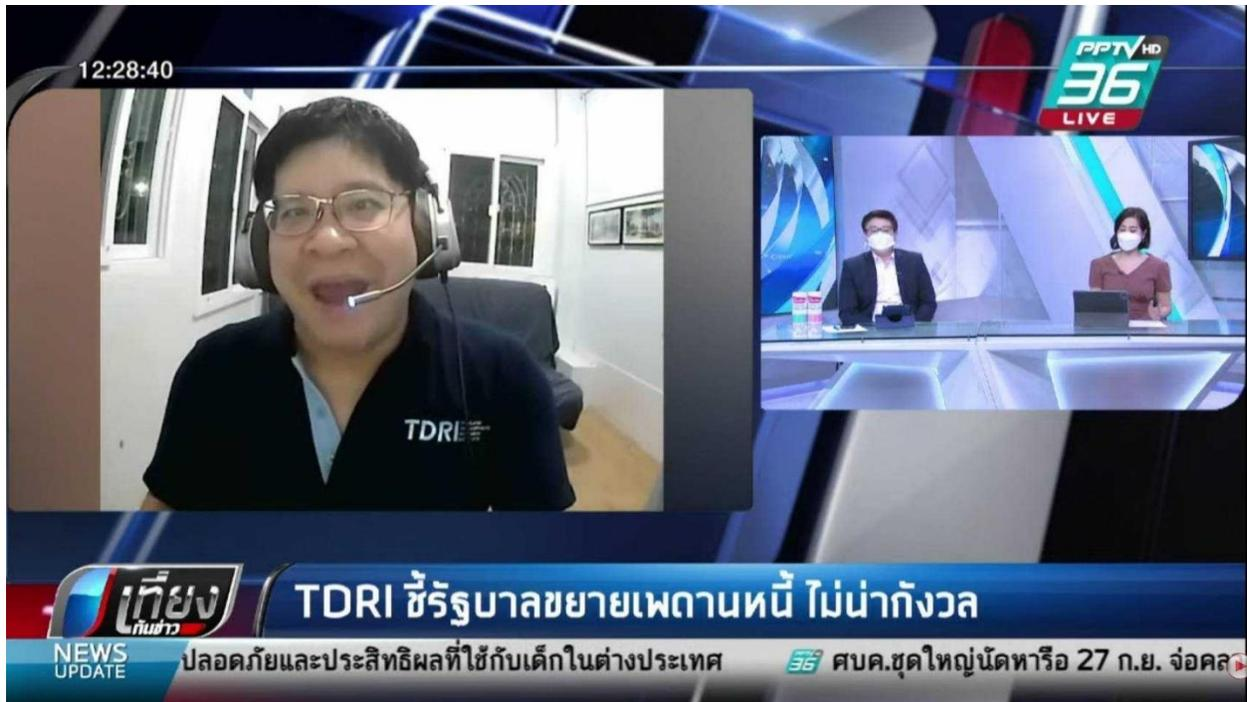 12:28:40
PPTV HD
36
LIVE
TDRI
เที่ยง
ทันข่าว
TDRI ชี้รัฐบาลขยายเพดานหนี้ ไม่น่ากังวล
NEWS
UPDATE
ปลอดภัยและประสิทธิผลที่ใช้กับเด็กในต่างประเทศ
PPTV 36 ศบค.ชุดใหญ่นัดหารือ 27 ก.ย. จ่อคล